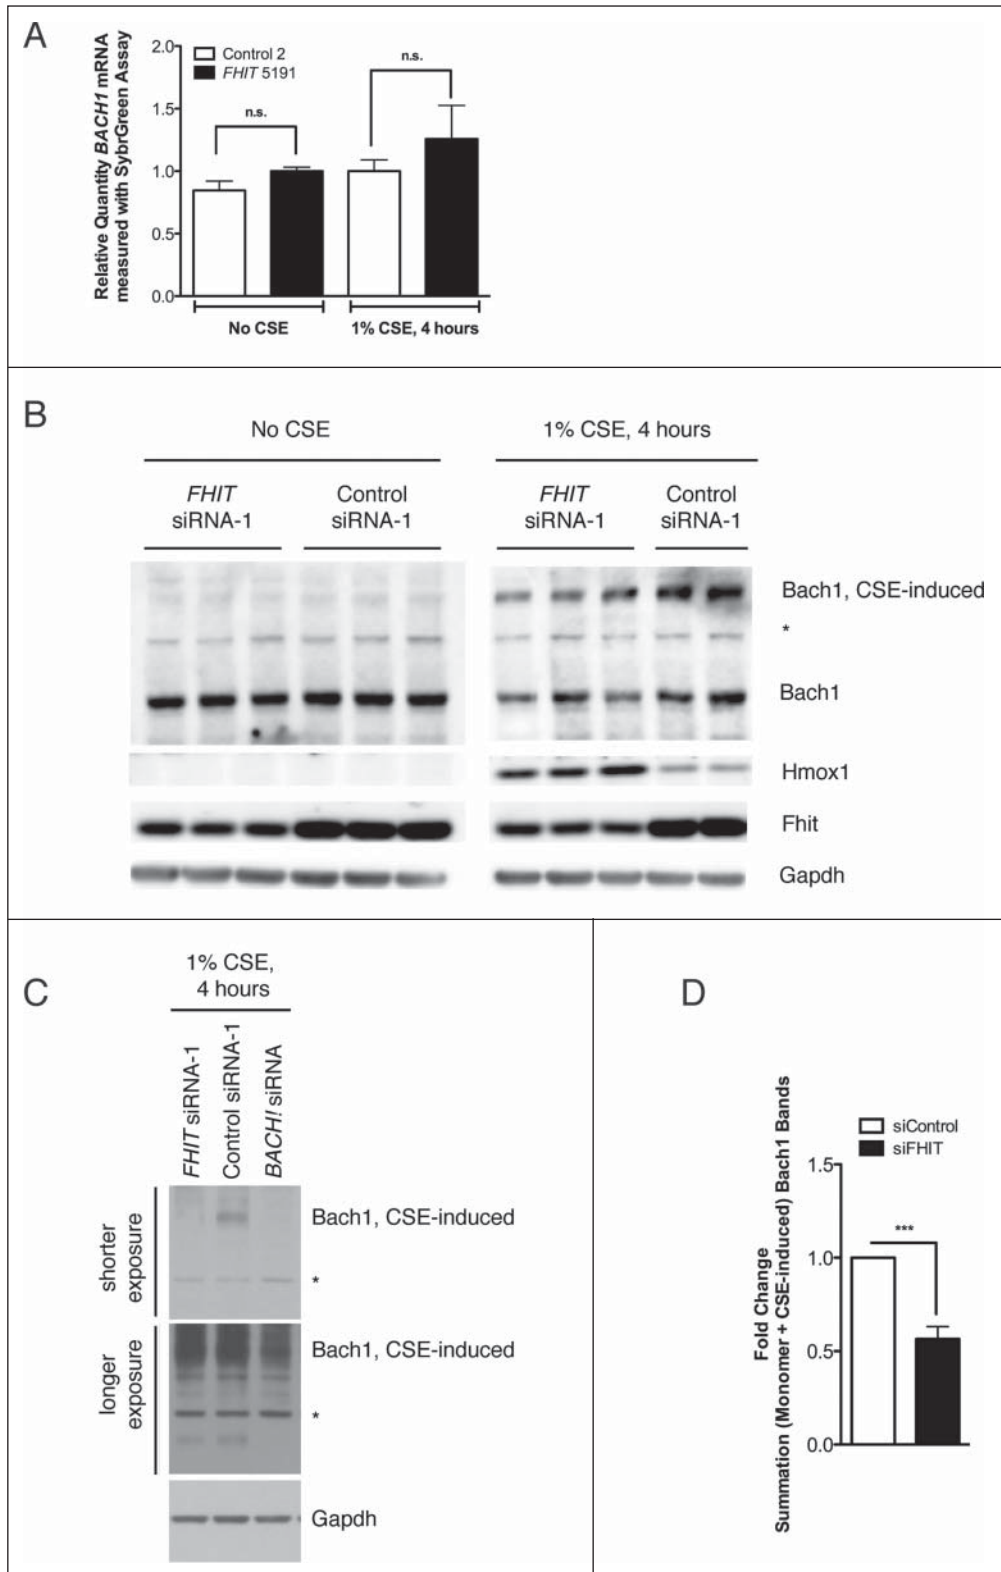 A
Relative Quantity BACH1 mRNA
measured with SybrGreen Assay
2.0
1.5
1.0
0.5
0.0
Control 2
FHIT 5191
n.s.
n.s.
No CSE
1% CSE, 4 hours
B
No CSE
1% CSE, 4 hours
FHIT
siRNA-1
Control
siRNA-1
FHIT
siRNA-1
Control
siRNA-1
Bach1, CSE-induced
*
Bach1
Hmox1
Fhit
Gapdh
C
1% CSE,
4 hours
FHIT siRNA-1
Control siRNA-1
BACH! siRNA
shorter
exposure
Bach1, CSE-induced
*
longer
exposure
Bach1, CSE-induced
*
Gapdh
D
Fold Change
Summation (Monomer + CSE-induced) Bach1 Bands
siControl
siFHIT
1.5
1.0
0.5
0.0
***